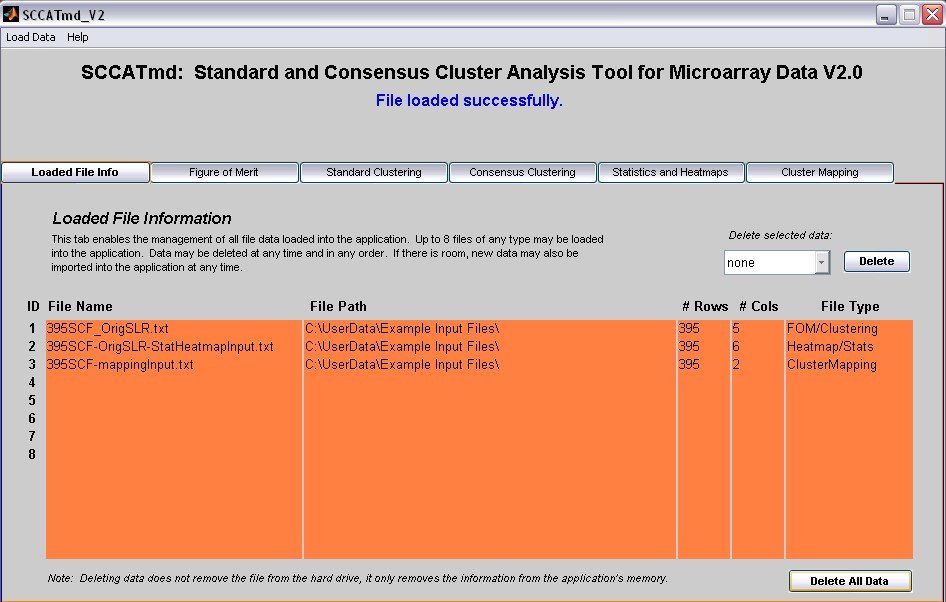 SCCATmd_V2
Load Data Help
SCCATmd: Standard and Consensus Cluster Analysis Tool for Microarray Data V2.0
File loaded successfully.
Loaded File Info Figure of Merit Standard Clustering Consensus Clustering Statistics and Heatmaps Cluster Mapping
Loaded File Information
This tab enables the management of all file data loaded into the application. Up to 8 files of any type may be loaded
into the application. Data may be deleted at any time and in any order. If there is room, new data may also be
imported into the application at any time.
Delete selected data:
none Delete
ID File Name File Path # Rows # Cols File Type
1 395SCF_OrigSLR.txt C:\UserData\Example Input Files\ 395 5 FOM/Clustering
2 395SCF-OrigSLR-StatHeatmapInput.txt C:\UserData\Example Input Files\ 395 6 Heatmap/Stats
3 395SCF-mappingInput.txt C:\UserData\Example Input Files\ 395 2 ClusterMapping
4
5
6
7
8
Note: Deleting data does not remove the file from the hard drive, it only removes the information from the application's memory.
Delete All Data